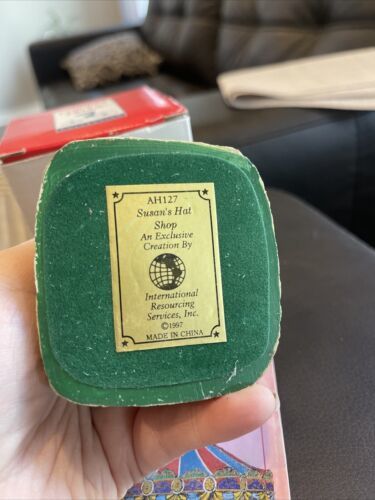 AH127
Susan's Hat
Shop
An Exclusive
Creation By
International
Resourcing
Services, Inc.
©1997
MADE IN CHINA